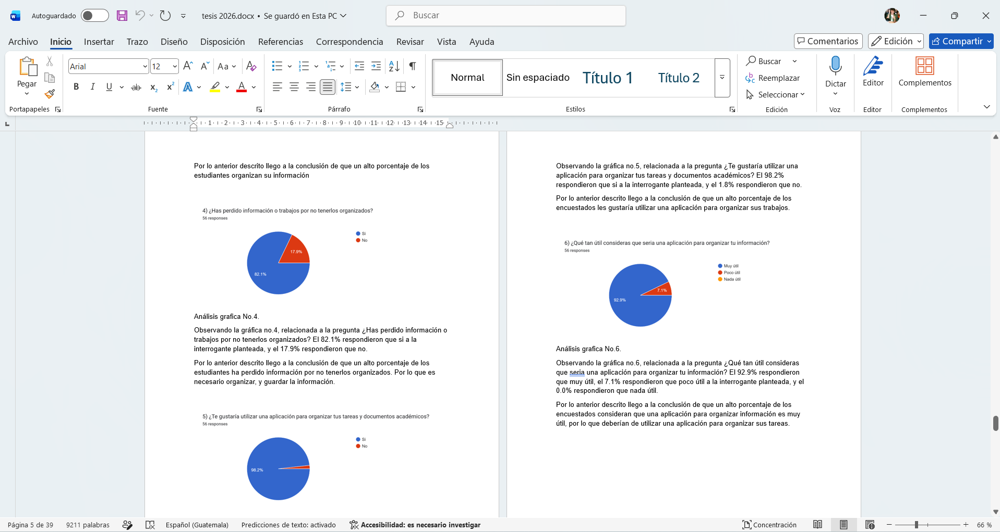 Autoguardado
tesis 2026.docx • Se guardó en Esta PC
Buscar
Archivo Inicio Insertar Trazo Diseño Disposición Referencias Correspondencia Revisar Vista Ayuda
Comentarios Edición Compartir
Pegar
Portapapeles
Arial 12
Aa
Fuente
Párrafo
Normal Sin espaciado Título 1 Título 2
Estilos
Buscar
Reemplazar
Seleccionar
Edición
Dictar
Voz
Editor
Editor
Complementos
Complementos
1 2 3 4 5 6 7 8 9 10 11 12 13 14 15
Por lo anterior descrito llego a la conclusión de que un alto porcentaje de los
estudiantes organizan su información
4) ¿Has perdido información o trabajos por no tenerlos organizados?
56 responses
Si
No
17.9%
82.1%
Análisis grafica No.4.
Observando la gráfica no.4, relacionada a la pregunta ¿Has perdido información o
trabajos por no tenerlos organizados? El 82.1% respondieron que si a la
interrogante planteada, y el 17.9% respondieron que no.
Por lo anterior descrito llego a la conclusión de que un alto porcentaje de los
estudiantes ha perdido información por no tenerlos organizados. Por lo que es
necesario organizar, y guardar la información.
5) ¿Te gustaría utilizar una aplicación para organizar tus tareas y documentos académicos?
56 responses
Si
No
98.2%
Observando la gráfica no.5, relacionada a la pregunta ¿Te gustaría utilizar una
aplicación para organizar tus tareas y documentos académicos? El 98.2%
respondieron que si a la interrogante planteada, y el 1.8% respondieron que no.
Por lo anterior descrito llego a la conclusión de que un alto porcentaje de los
encuestados les gustaría utilizar una aplicación para organizar sus trabajos.
6) ¿Qué tan útil consideras que seria una aplicación para organizar tu información?
56 responses
Muy útil
Poco útil
Nada útil
7.1%
92.9%
Análisis grafica No.6.
Observando la gráfica no.6, relacionada a la pregunta ¿Qué tan útil consideras
que seria una aplicación para organizar tu información? El 92.9% respondieron
que muy útil, el 7.1% respondieron que poco útil a la interrogante planteada, y el
0.0% respondieron que nada útil.
Por lo anterior descrito llego a la conclusión de que un alto porcentaje de los
encuestados consideran que una aplicación para organizar información es muy
útil, por lo que deberían de utilizar una aplicación para organizar sus tareas.
Página 5 de 39 9211 palabras Español (Guatemala) Predicciones de texto: activado Accesibilidad: es necesario investigar Concentración 66 %